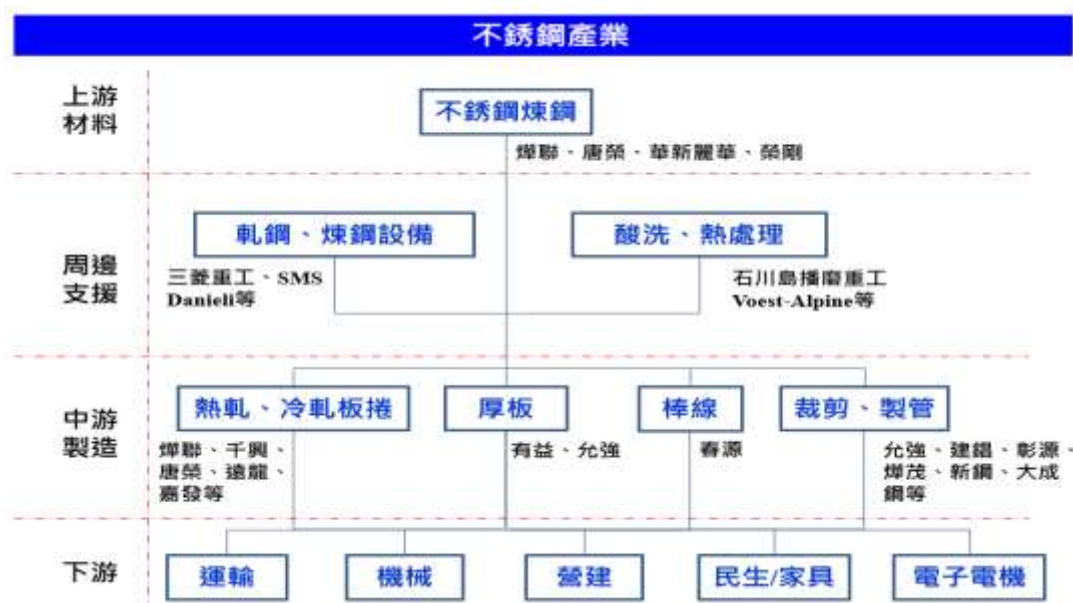 不銹鋼產業
上游
材料
不銹鋼煉鋼
燁聯、唐榮、華新麗華、榮剛
周邊
支援
軋鋼、煉鋼設備
三菱重工、SMS
Danieli等
酸洗、熱處理
石川島播磨重工
Voest-Alpine等
中游
製造
熱軋、冷軋板捲
燁聯、千興、
唐榮、遠龍、
嘉發等
厚板
有益、允強
棒線
春源
裁剪、製管
允強、建錩、彰源、
燁茂、新鋼、大成
鋼等
下游
運輸
機械
營建
民生/家具
電子電機